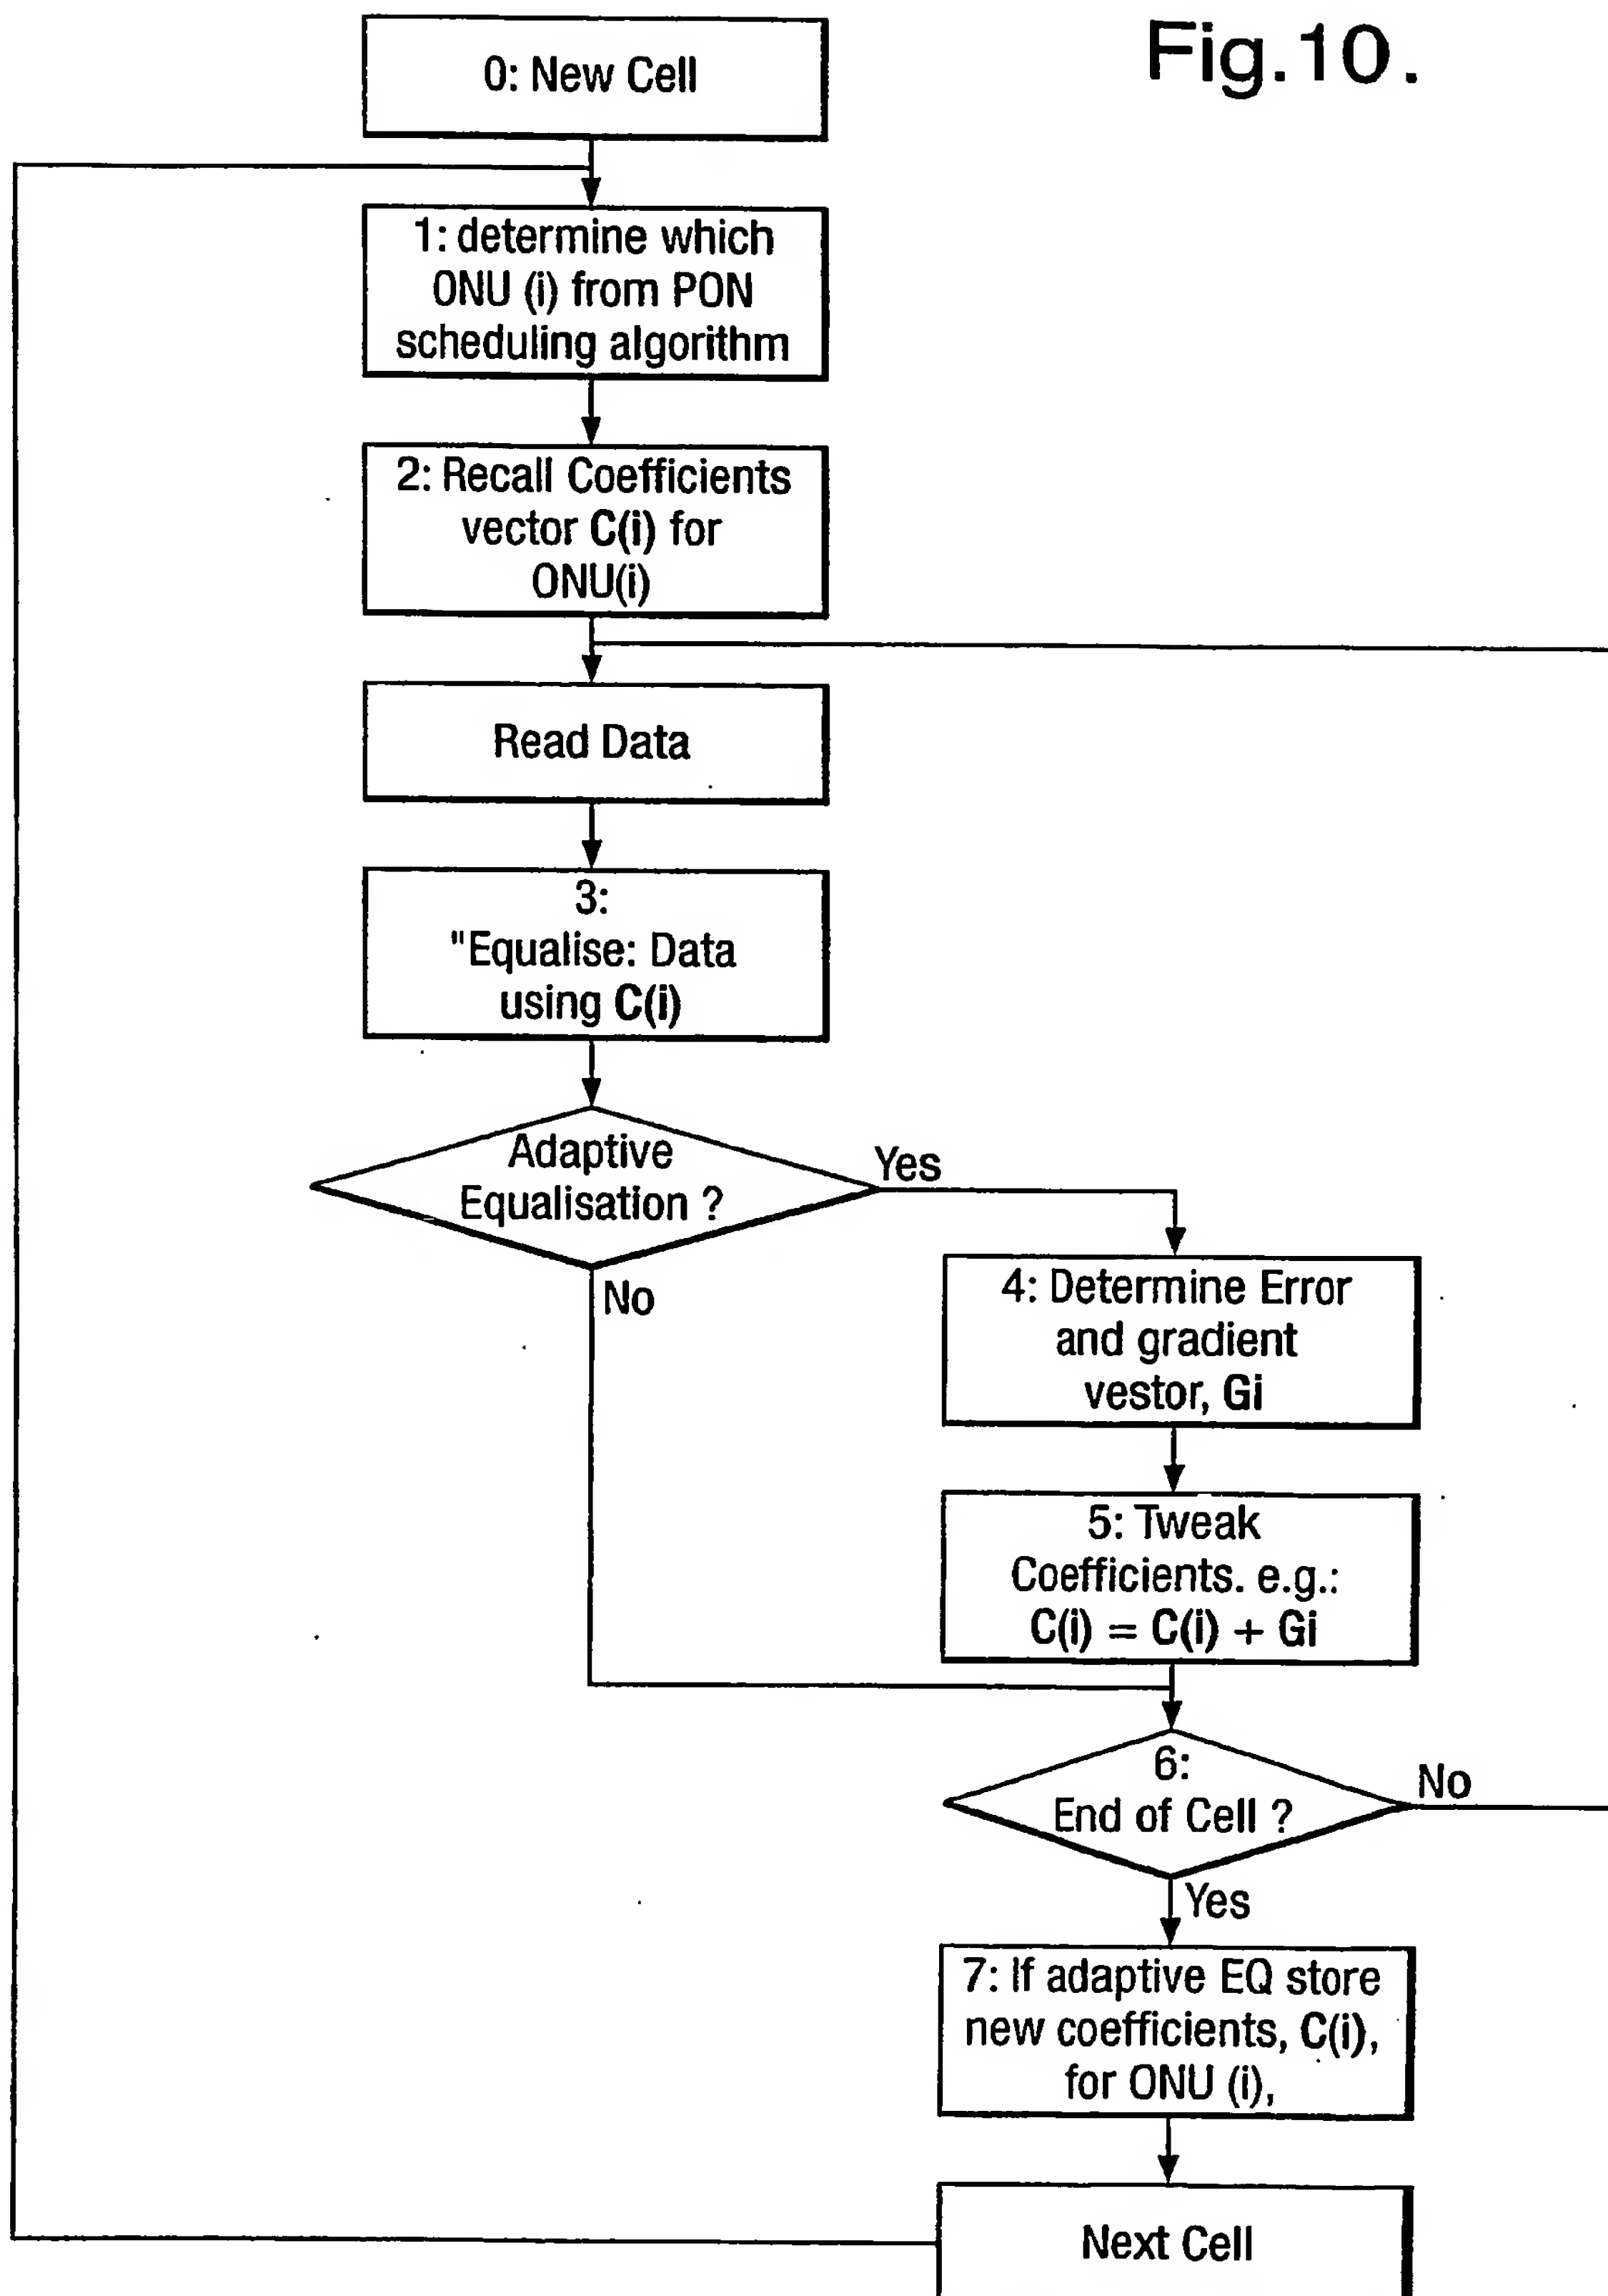 Fig.10.
0: New Cell
1: determine which
ONU (i) from PON
scheduling algorithm
2: Recall Coefficients
vector C(i) for
ONU(i)
Read Data
3:
"Equalise: Data
using C(i)
Adaptive
Equalisation ?
Yes
No
4: Determine Error
and gradient
vestor, Gi
5: Tweak
Coefficients. e.g.:
C(i) = C(i) + Gi
6:
End of Cell ?
No
Yes
7: If adaptive EQ store
new coefficients, C(i),
for ONU (i),
Next Cell